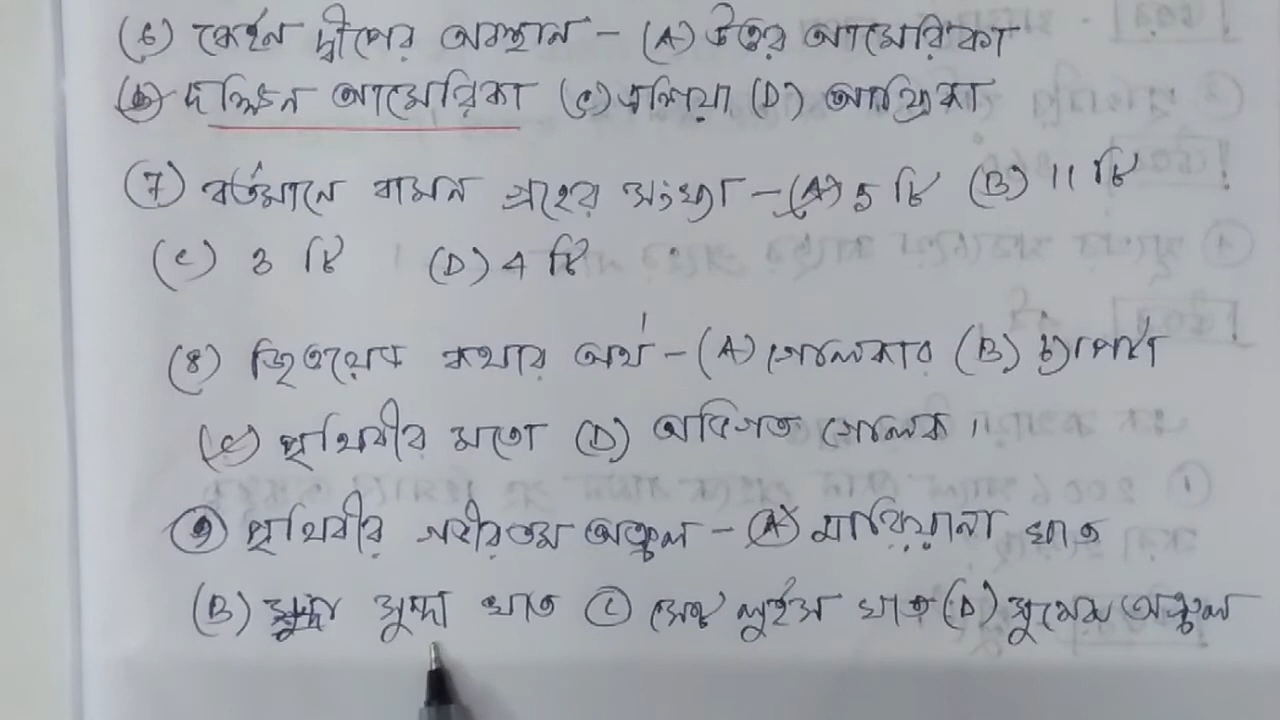 (6) কেহন দ্বীপের অবস্থান - (A) উত্তর আমেরিকা
(B) দক্ষিন আমেরিকা (C) এশিয়া (D) আফ্রিকা
(7) বর্তমানে বামন গ্রহের সংখ্যা - (A) 5 টি (B) 11 টি
(C) 3 টি (D) 4 টি
(8) জিওয়েড কথার অর্থ - (A) গোলাকার (B)
(C) পৃথিবীর মতো (D) অভিগত গোলক।
(9) পৃথিবীর গভীরতম অঞ্চল - (A) মারিয়ানা খাত
(B) সুন্দা খাত (C) সেন্ট লুইস খাত (D) সুমেরু অঞ্চল